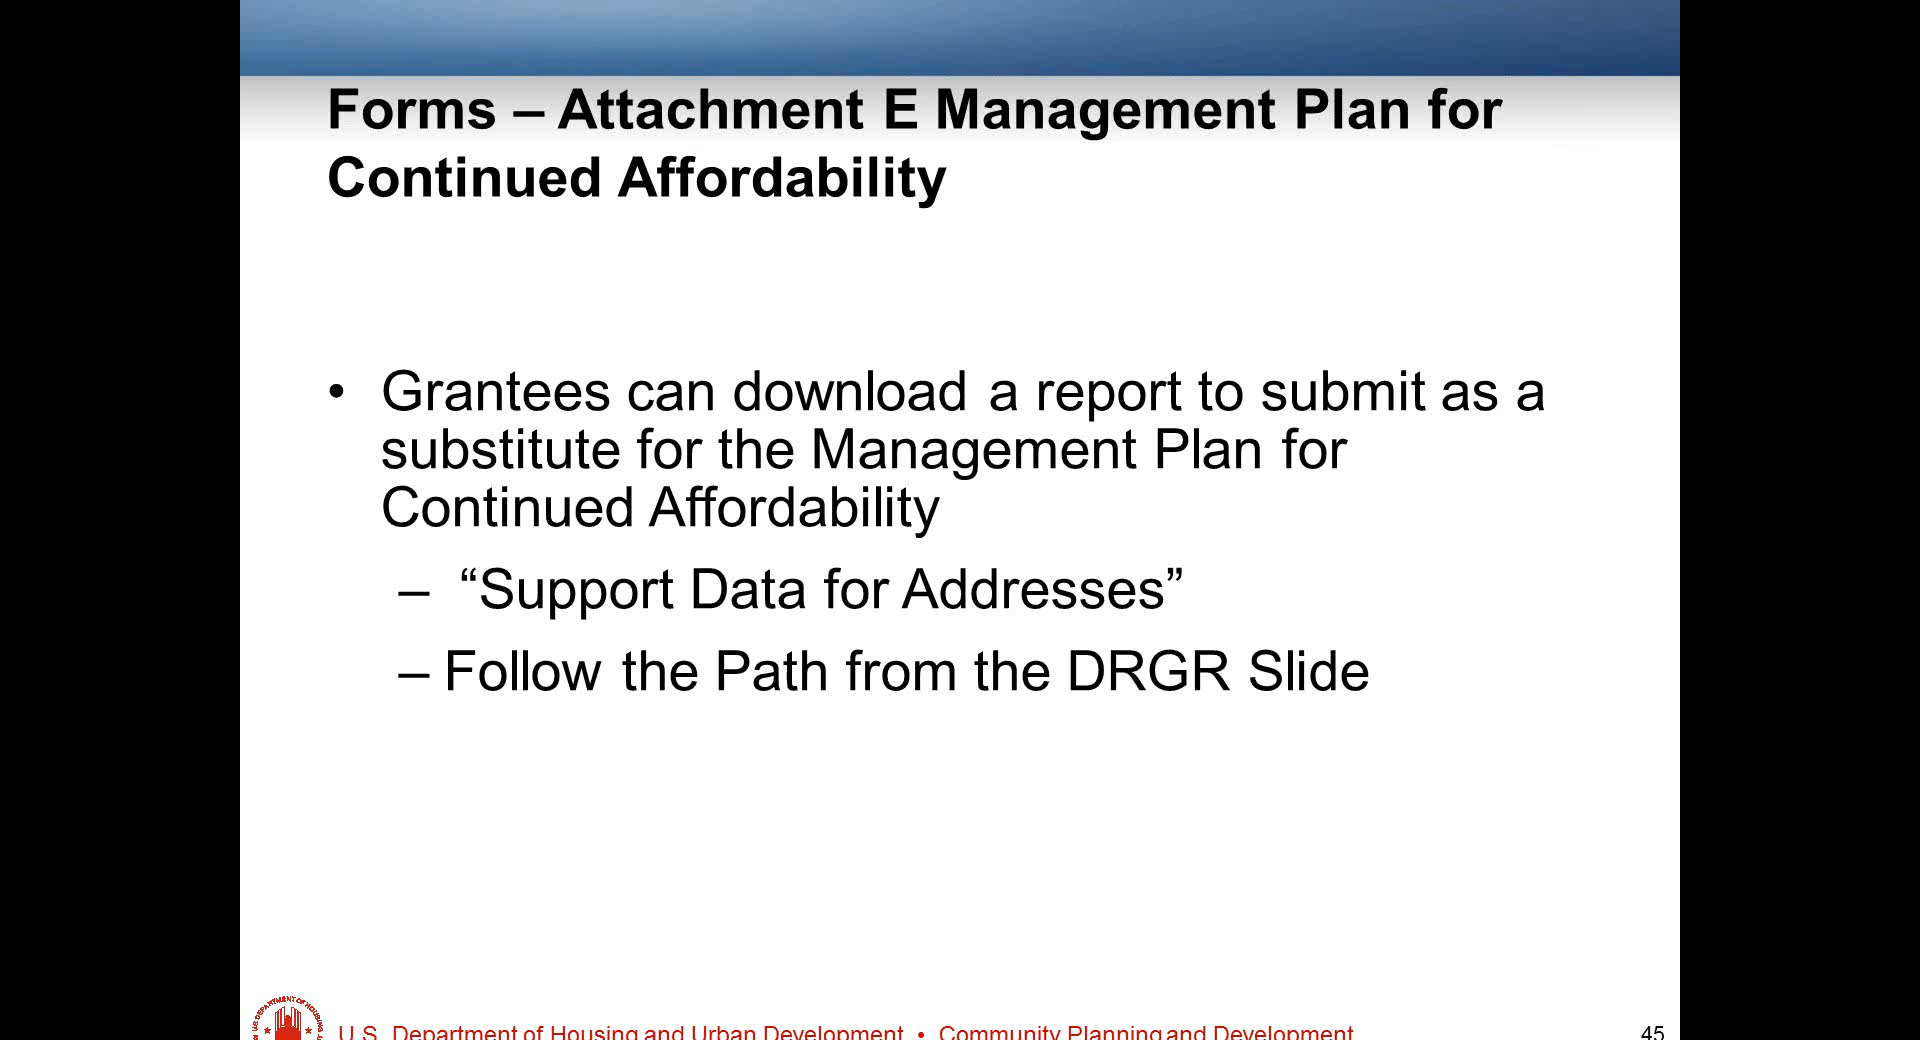 Forms – Attachment E Management Plan for
Continued Affordability
• Grantees can download a report to submit as a
substitute for the Management Plan for
Continued Affordability
– “Support Data for Addresses”
– Follow the Path from the DRGR Slide
U.S. Department of Housing and Urban Development • Community Planning and Development
45